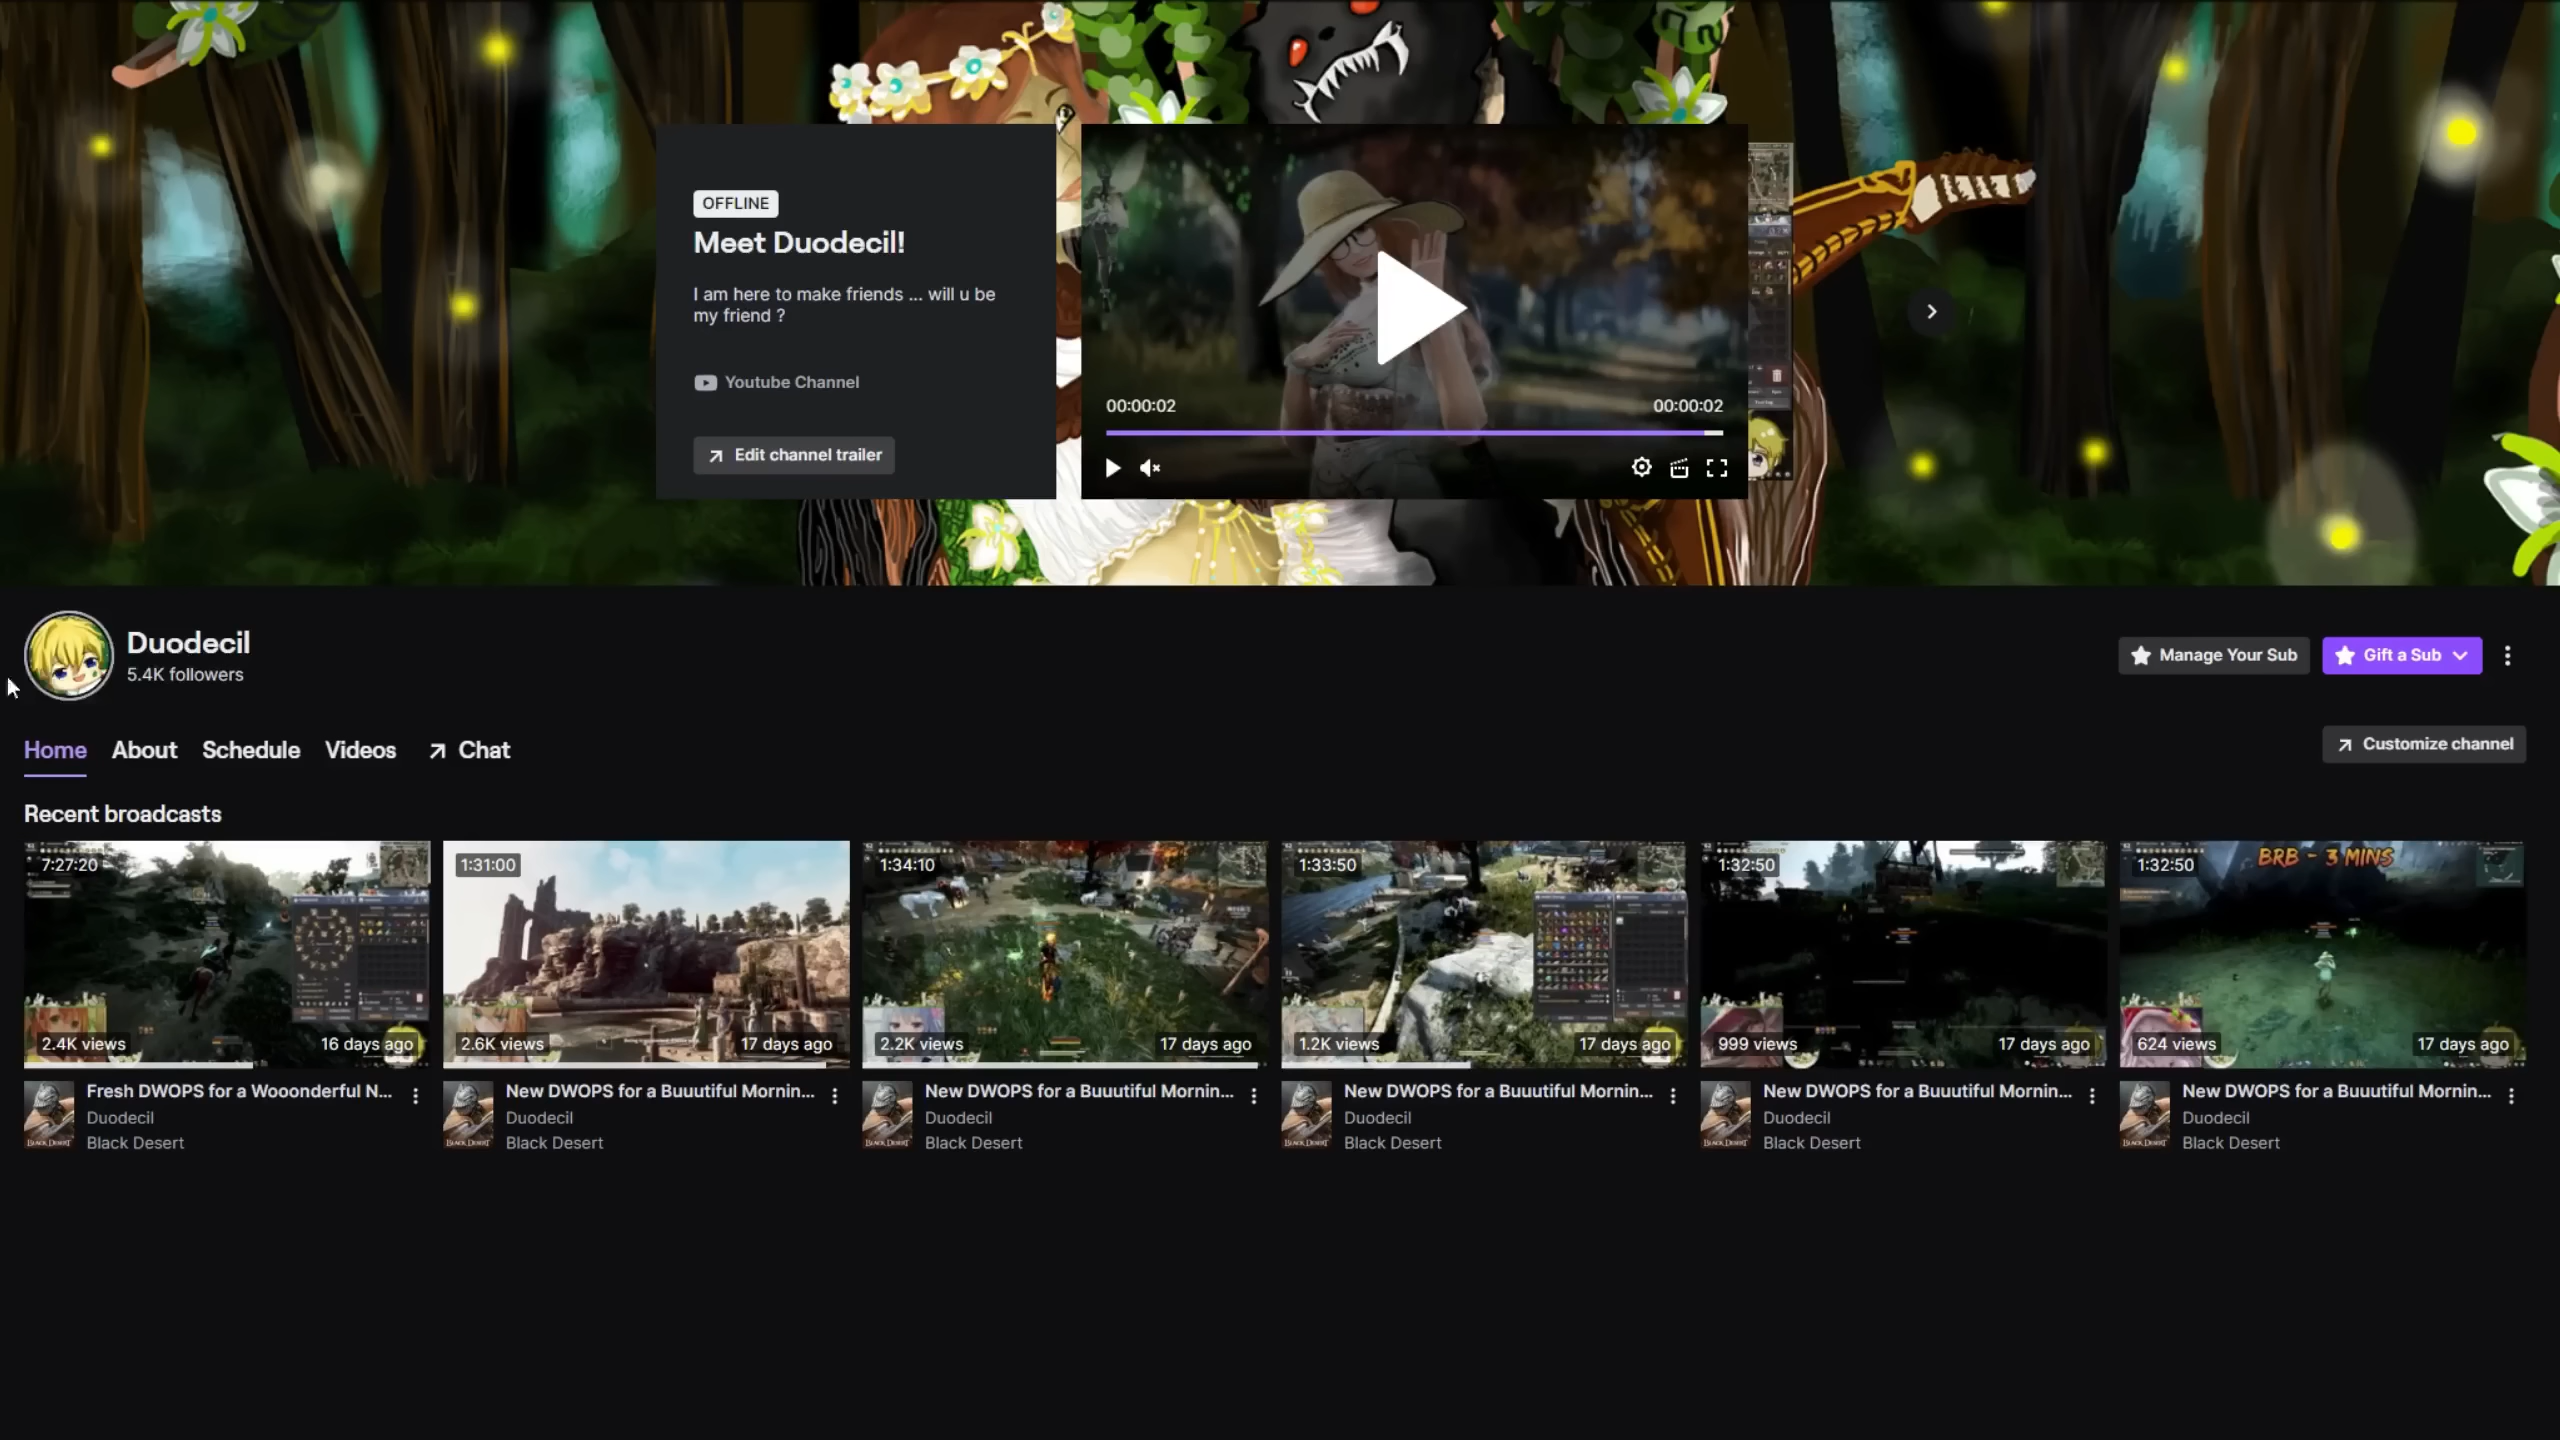 OFFLINE
Meet Duodecil!
I am here to make friends ... will u be
my friend ?
Youtube Channel
Edit channel trailer
00:00:02
00:00:02
Duodecil
5.4K followers
Manage Your Sub
Gift a Sub
Home
About
Schedule
Videos
Chat
Customize channel
Recent broadcasts
7:27:20
2.4K views
16 days ago
Fresh DWOPS for a Wooonderful N...
Duodecil
Black Desert
1:31:00
2.6K views
17 days ago
New DWOPS for a Buuutiful Mornin...
Duodecil
Black Desert
1:34:10
2.2K views
17 days ago
New DWOPS for a Buuutiful Mornin...
Duodecil
Black Desert
1:33:50
1.2K views
17 days ago
New DWOPS for a Buuutiful Mornin...
Duodecil
Black Desert
1:32:50
999 views
17 days ago
New DWOPS for a Buuutiful Mornin...
Duodecil
Black Desert
1:32:50
BRB - 3 MINS
624 views
17 days ago
New DWOPS for a Buuutiful Mornin...
Duodecil
Black Desert